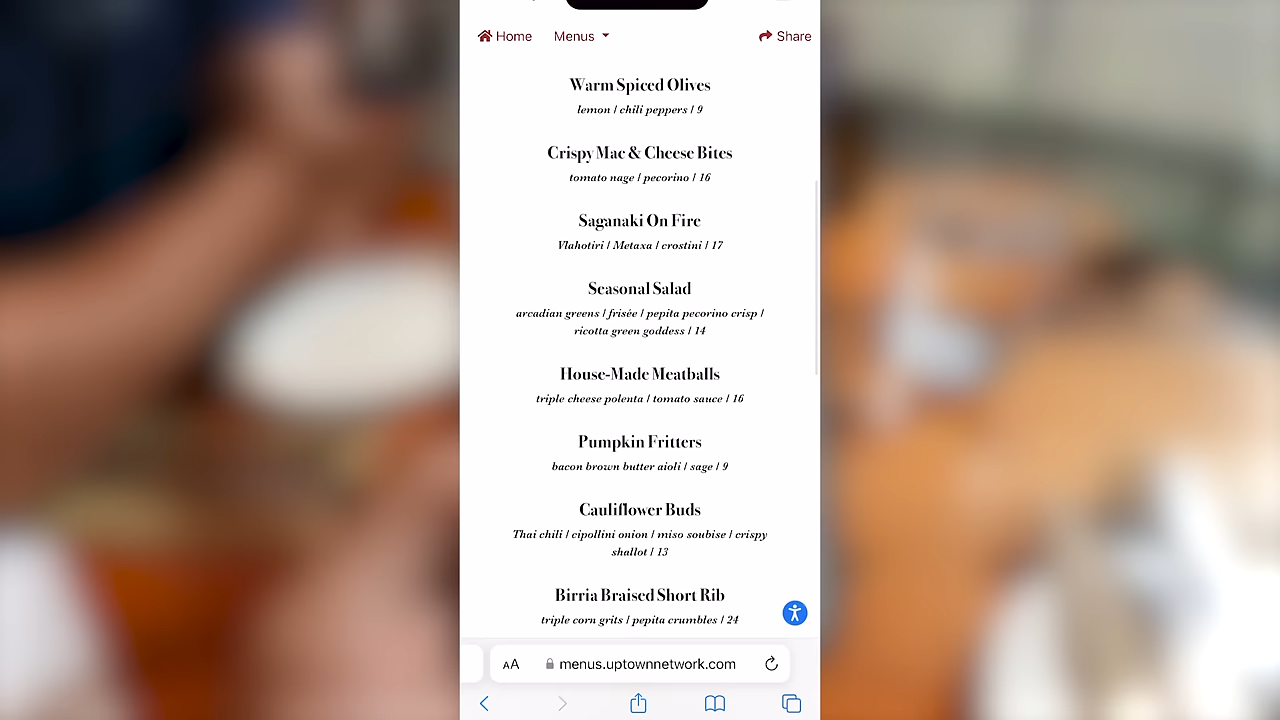 Home Menus Share
Warm Spiced Olives
lemon | chili peppers | 9
Crispy Mac & Cheese Bites
tomato nage | pecorino | 16
Saganaki On Fire
Vlahotiri | Metaxa | crostini | 17
Seasonal Salad
arcadian greens | frisée | pepita pecorino crisp |
ricotta green goddess | 14
House-Made Meatballs
triple cheese polenta | tomato sauce | 16
Pumpkin Fritters
bacon brown butter aioli | sage | 9
Cauliflower Buds
Thai chili | cipollini onion | miso soubise | crispy
shallot | 13
Birria Braised Short Rib
triple corn grits | pepita crumbles | 24
AA menus.uptownnetwork.com